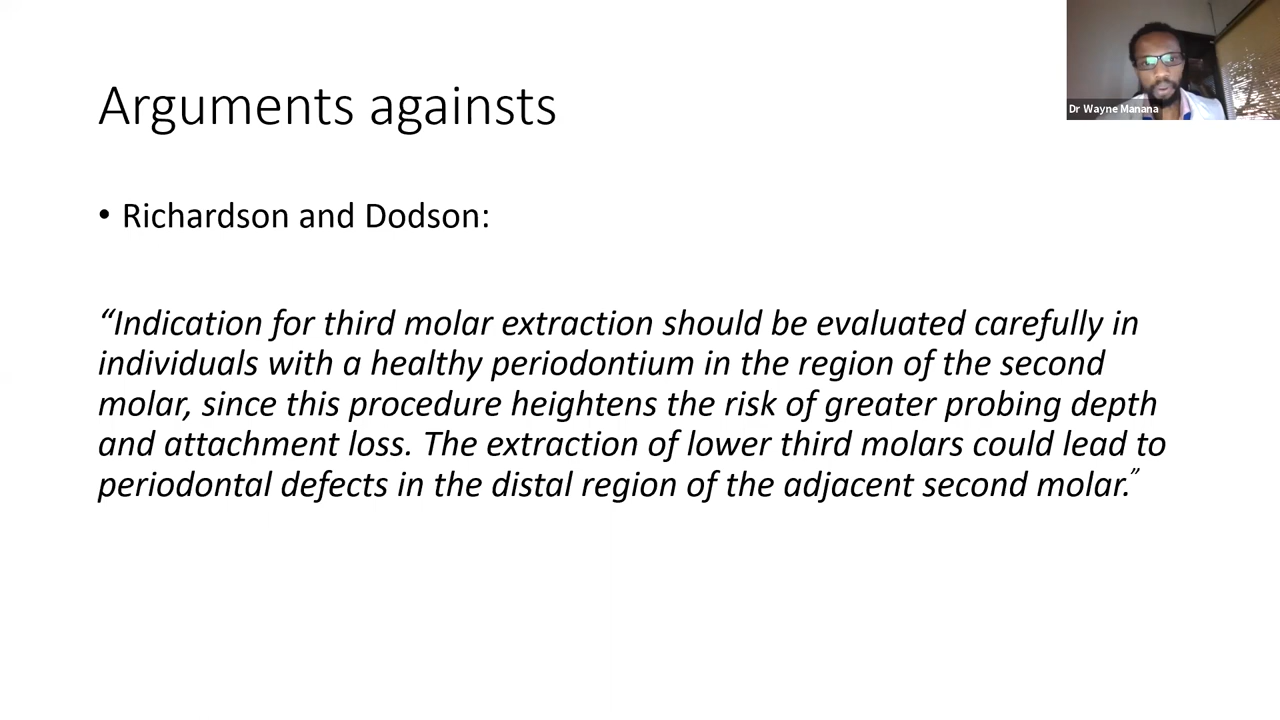 Arguments againsts
Dr Wayne Manana
• Richardson and Dodson:
“Indication for third molar extraction should be evaluated carefully in
individuals with a healthy periodontium in the region of the second
molar, since this procedure heightens the risk of greater probing depth
and attachment loss. The extraction of lower third molars could lead to
periodontal defects in the distal region of the adjacent second molar.”